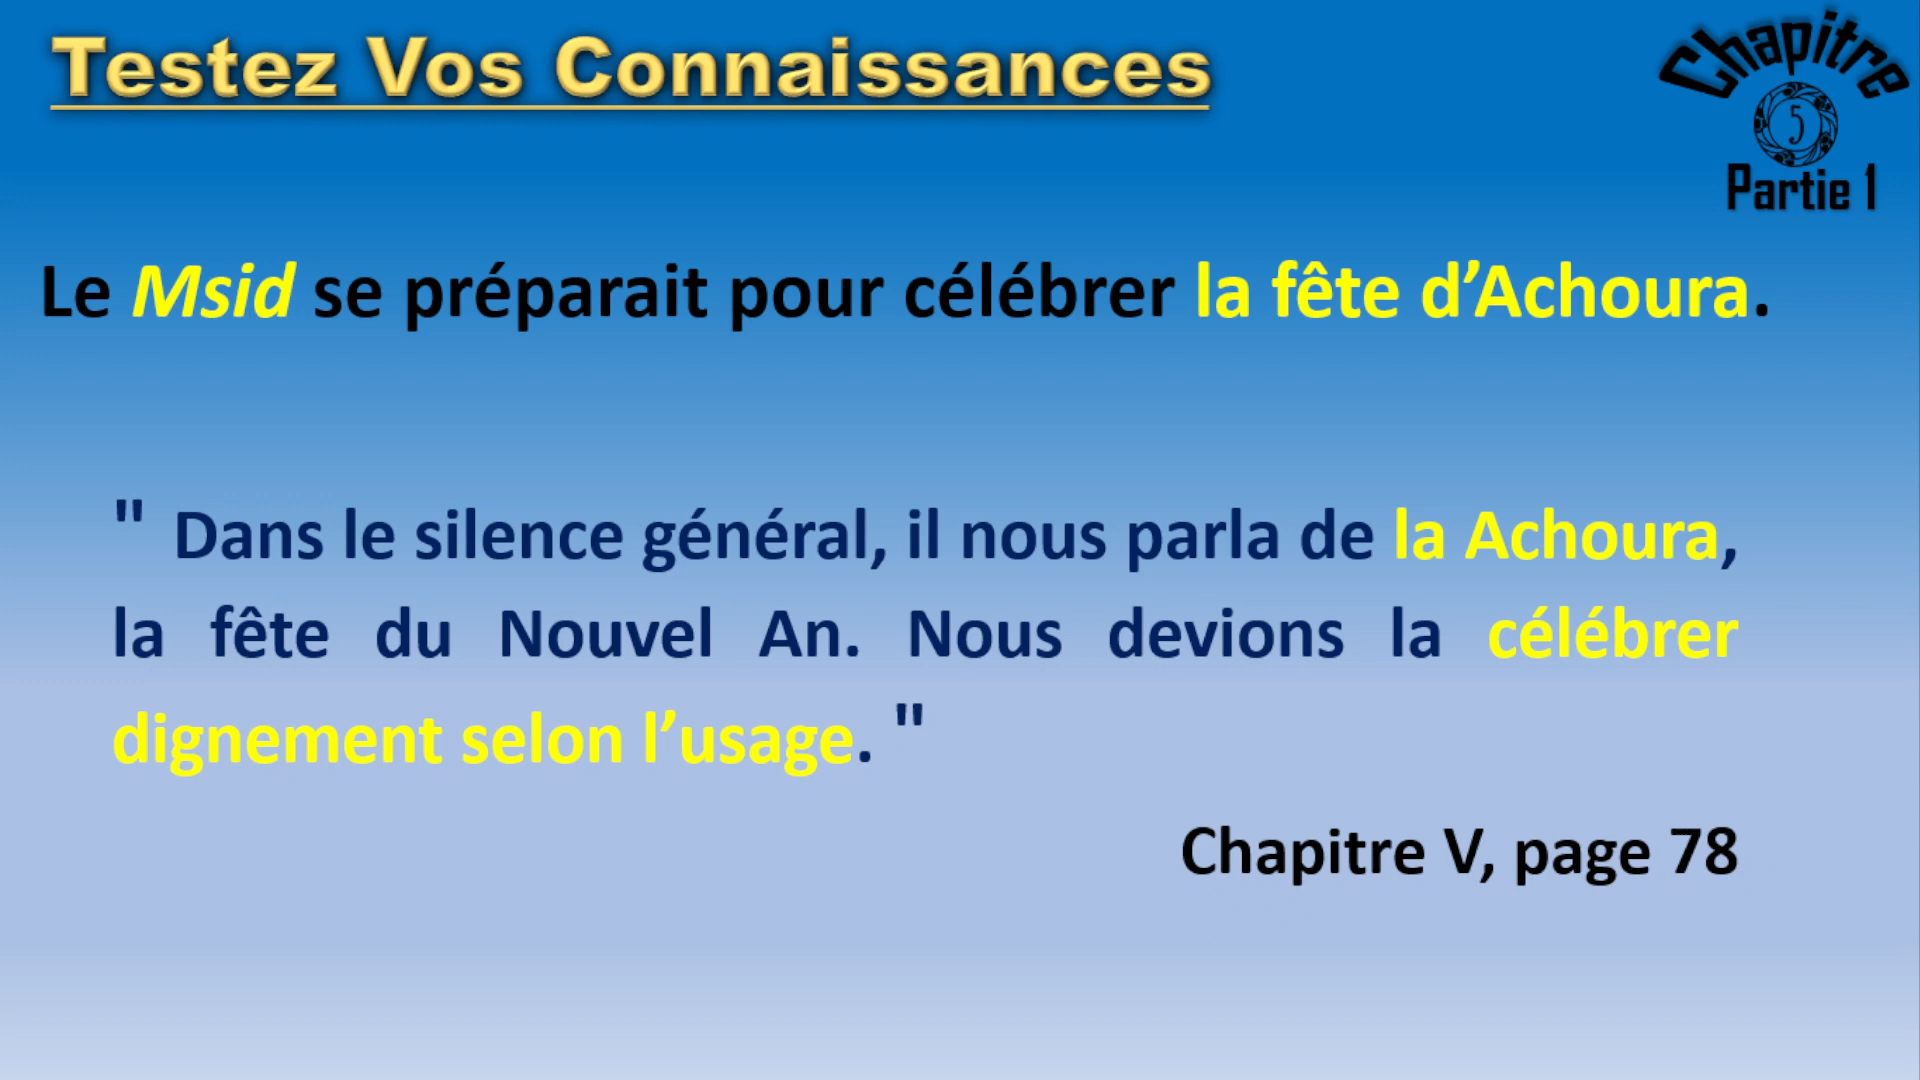 Testez Vos Connaissances
Chapitre
5
Partie 1
Le Msid se préparait pour célébrer la fête d’Achoura.
" Dans le silence général, il nous parla de la Achoura,
la fête du Nouvel An. Nous devions la célébrer
dignement selon l’usage. "
Chapitre V, page 78